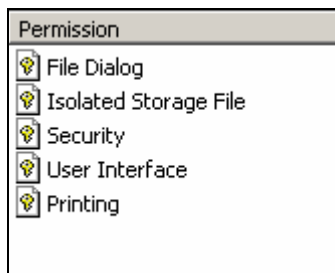 Permission
File Dialog
Isolated Storage File
Security
User Interface
Printing